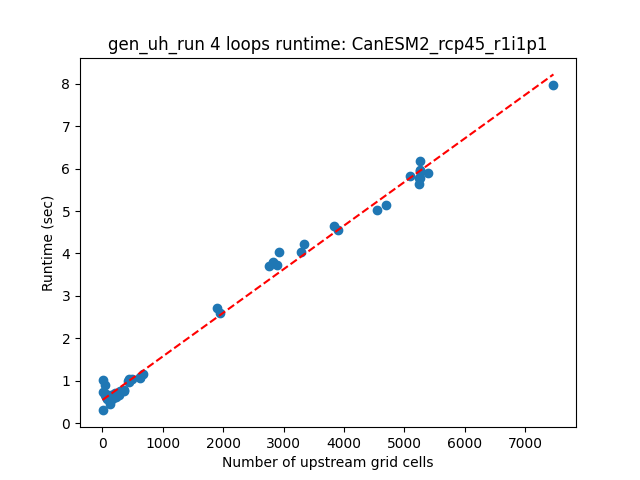 gen_uh_run 4 loops runtime: CanESM2_rcp45_r1i1p1
8
7
6
5
4
3
2
1
0
Runtime (sec)
0 1000 2000 3000 4000 5000 6000 7000
Number of upstream grid cells